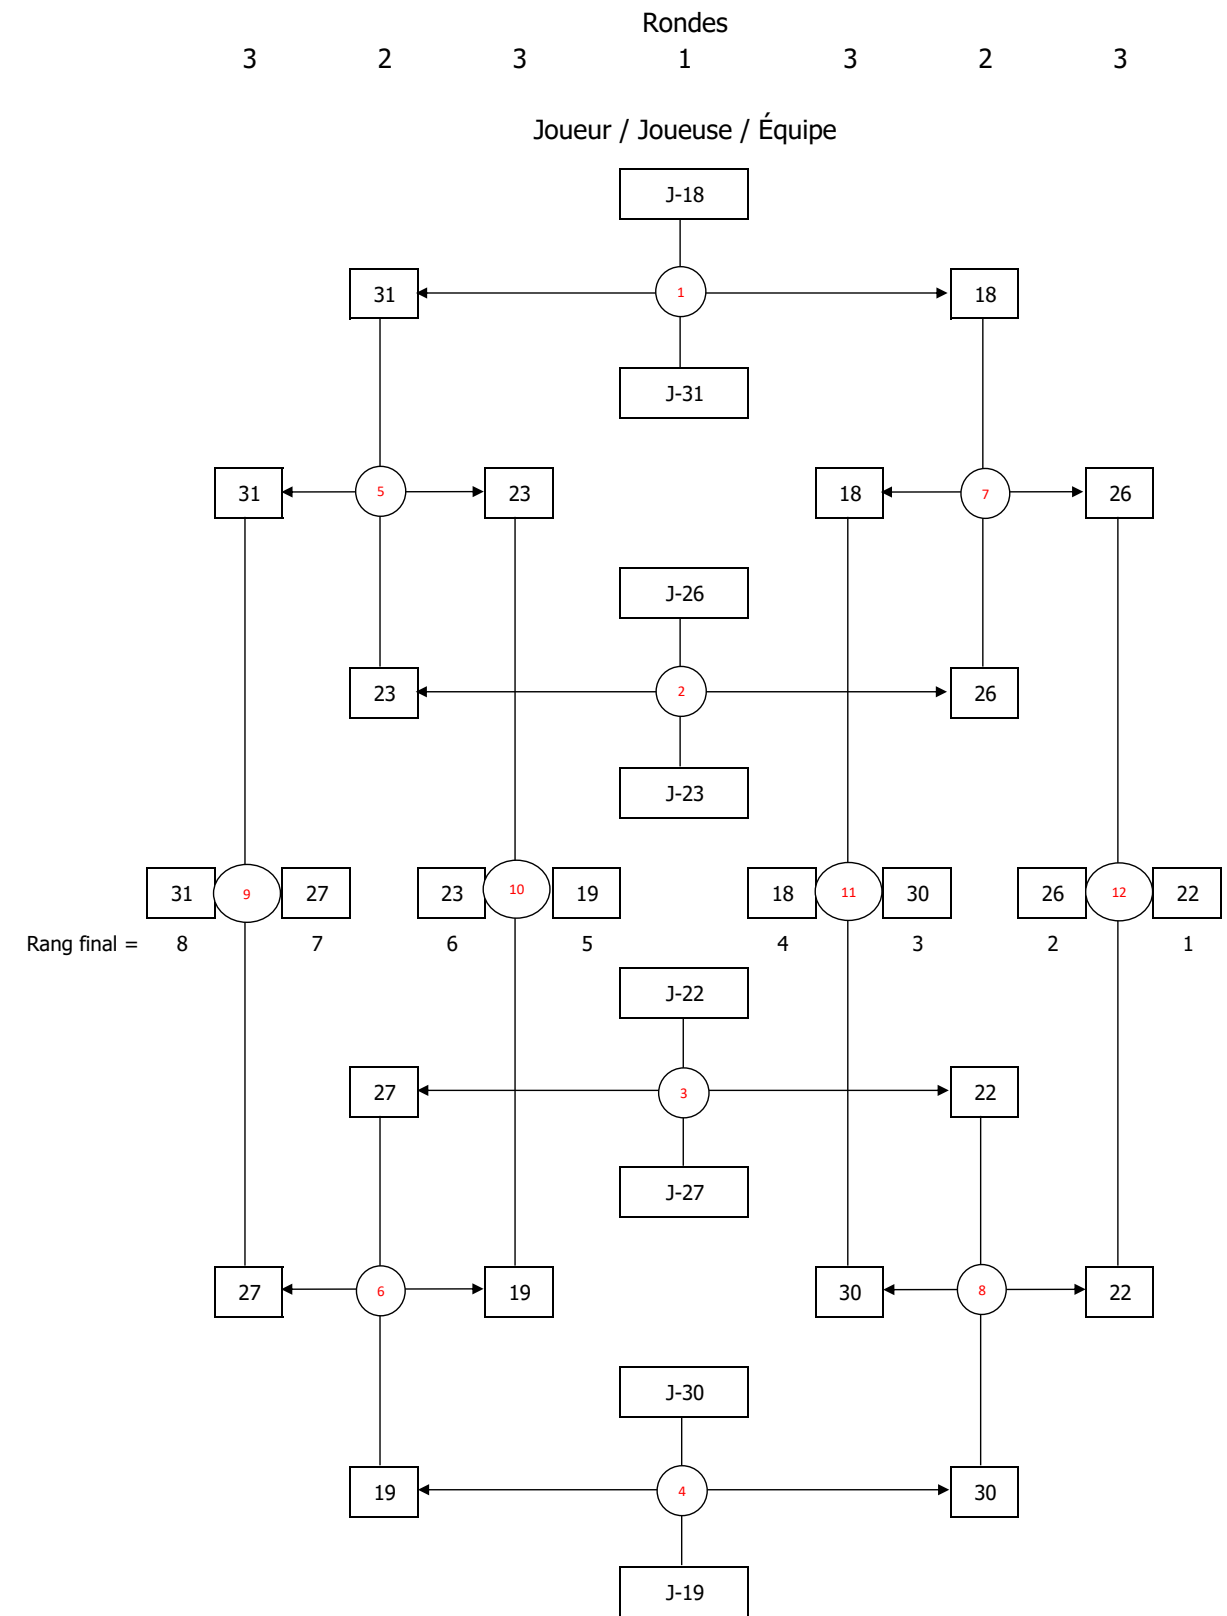 Rondes
3 2 3 1 3 2 3
Joueur / Joueuse / Équipe
J-18
31 1 18
J-31
31 5 23 18 7 26
J-26
23 2 26
J-23
31 9 27 23 10 19 18 11 30 26 12 22
Rang final = 8 7 6 5 4 3 2 1
J-22
27 3 22
J-27
27 6 19 30 8 22
J-30
19 4 30
J-19